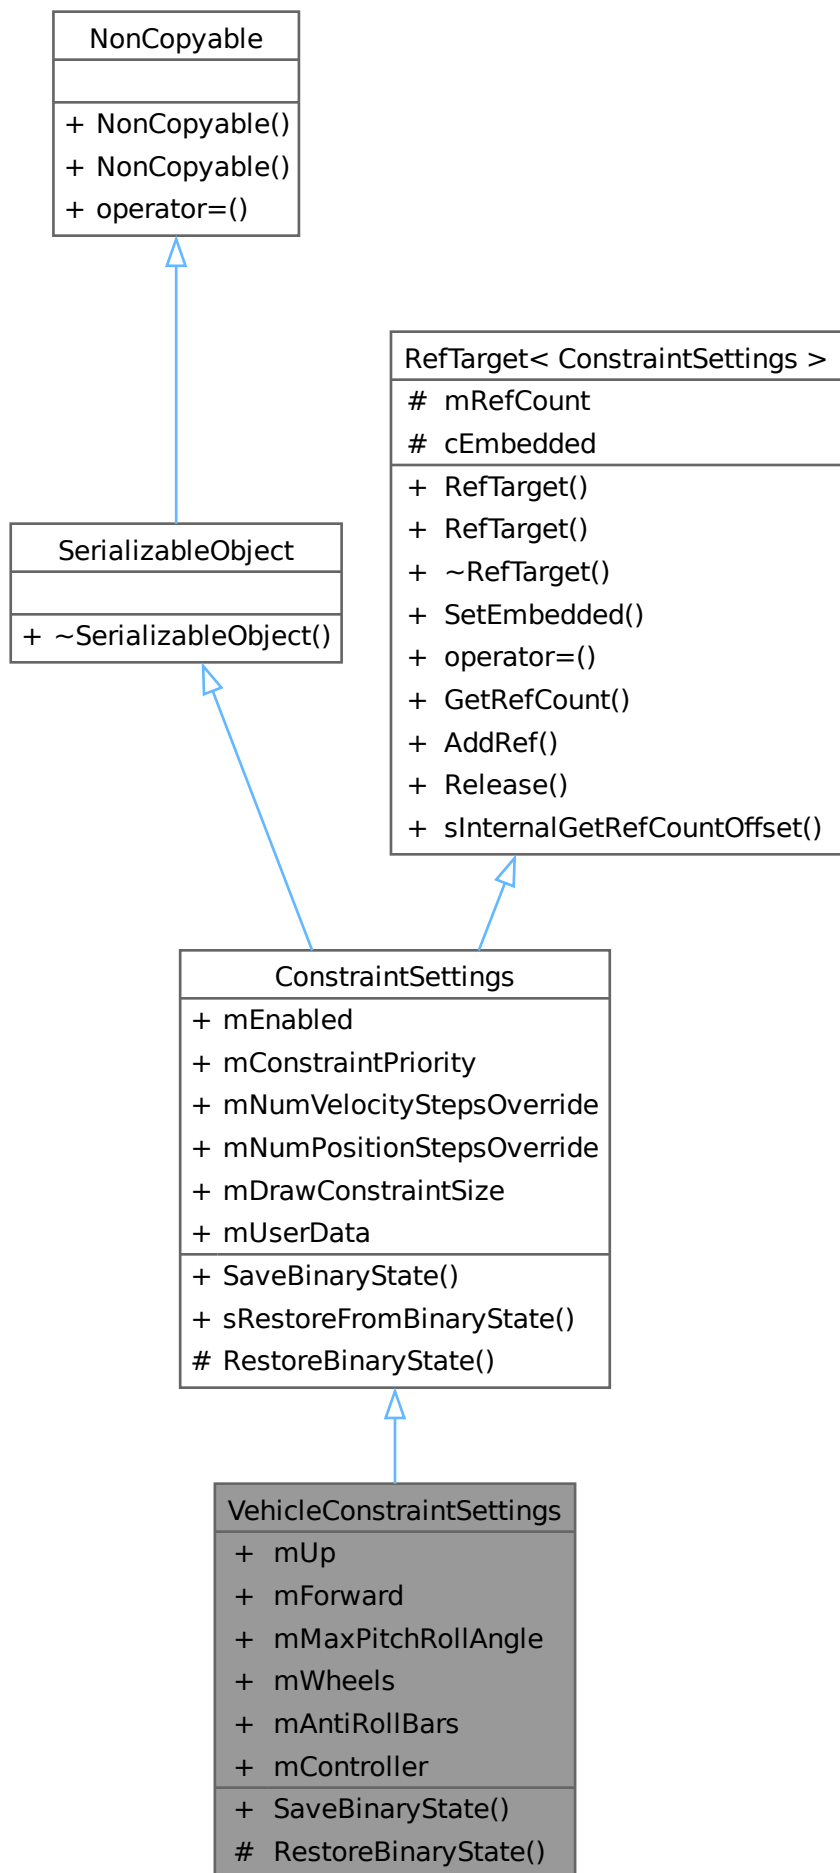 NonCopyable
+ NonCopyable()
+ NonCopyable()
+ operator=()
RefTarget< ConstraintSettings >
# mRefCount
# cEmbedded
+ RefTarget()
+ RefTarget()
+ ~RefTarget()
+ SetEmbedded()
+ operator=()
+ GetRefCount()
+ AddRef()
+ Release()
+ sInternalGetRefCountOffset()
SerializableObject
+ ~SerializableObject()
ConstraintSettings
+ mEnabled
+ mConstraintPriority
+ mNumVelocityStepsOverride
+ mNumPositionStepsOverride
+ mDrawConstraintSize
+ mUserData
+ SaveBinaryState()
+ sRestoreFromBinaryState()
# RestoreBinaryState()
VehicleConstraintSettings
+ mUp
+ mForward
+ mMaxPitchRollAngle
+ mWheels
+ mAntiRollBars
+ mController
+ SaveBinaryState()
# RestoreBinaryState()